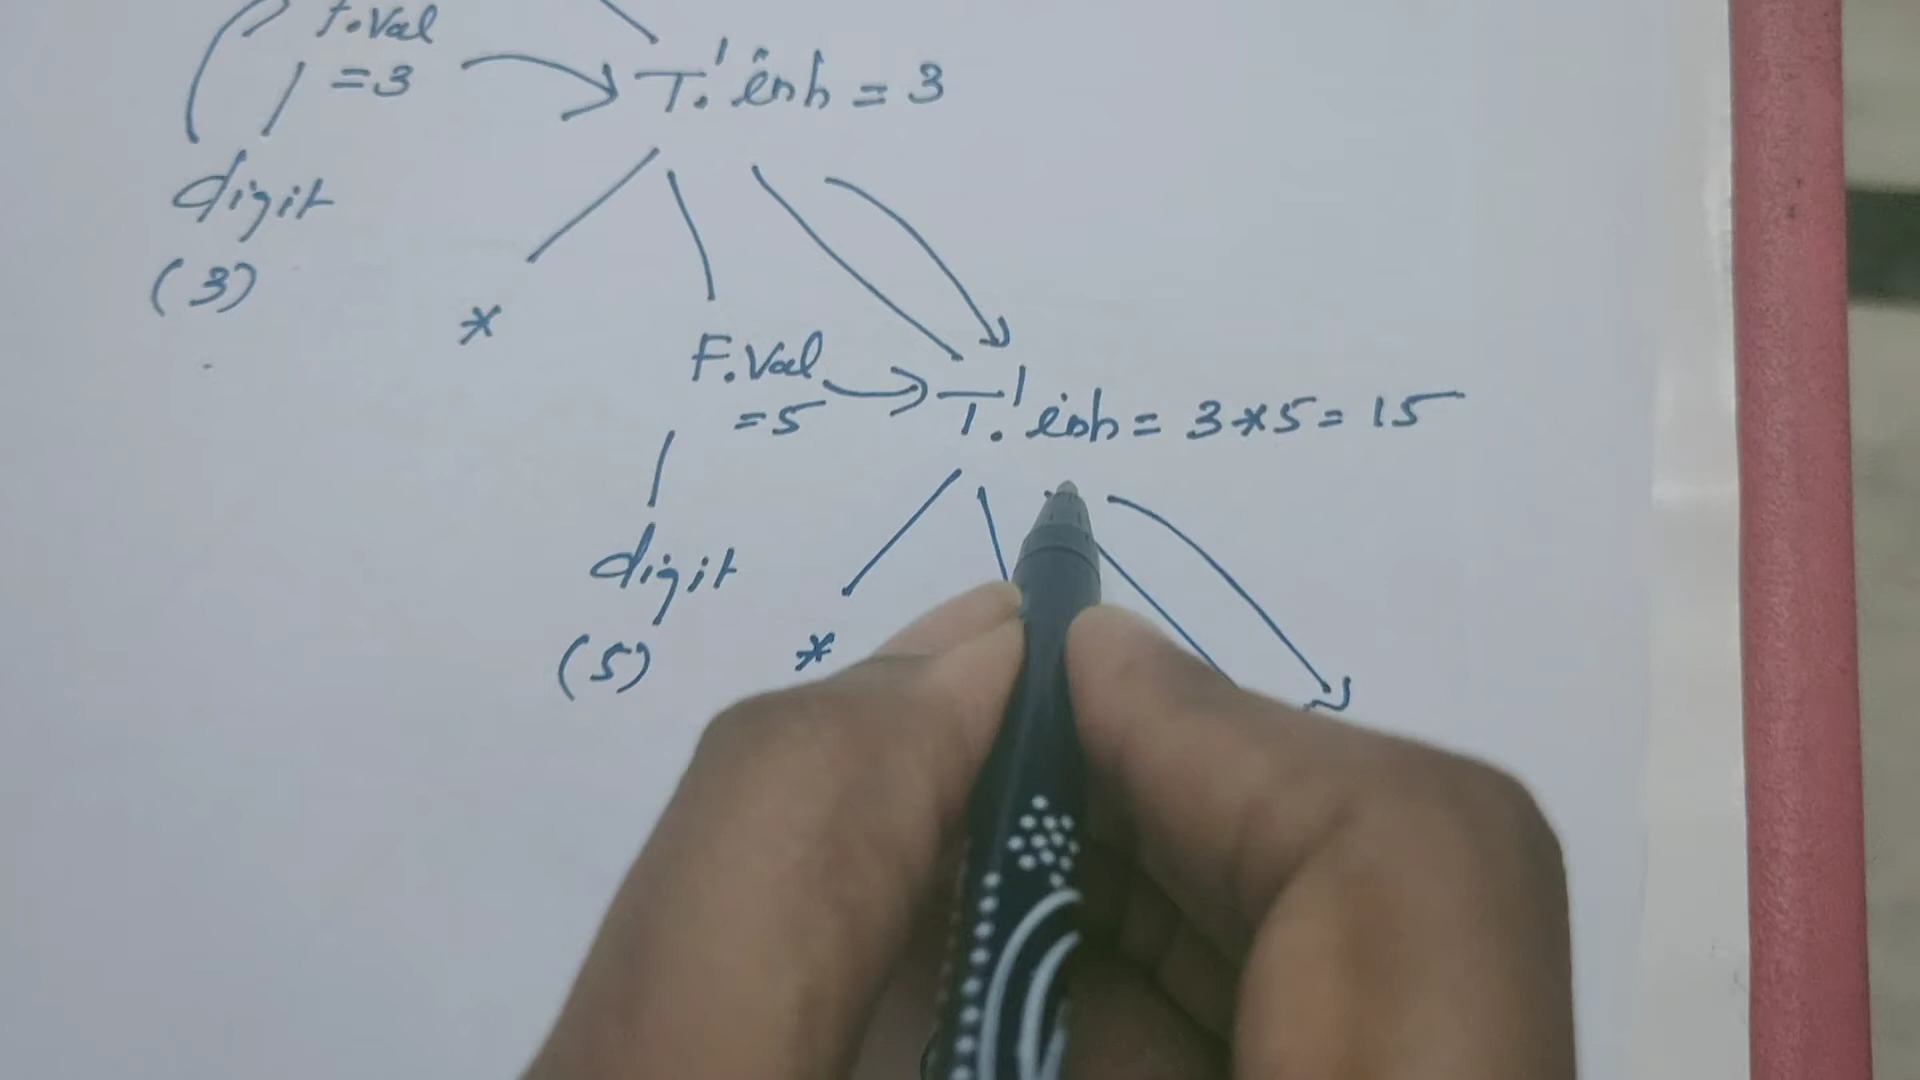 F.Val
= 3
T.' inh = 3
digit
(3)
*
F.Val
= 5
T.' inh = 3*5 = 15
digit
(5)
*